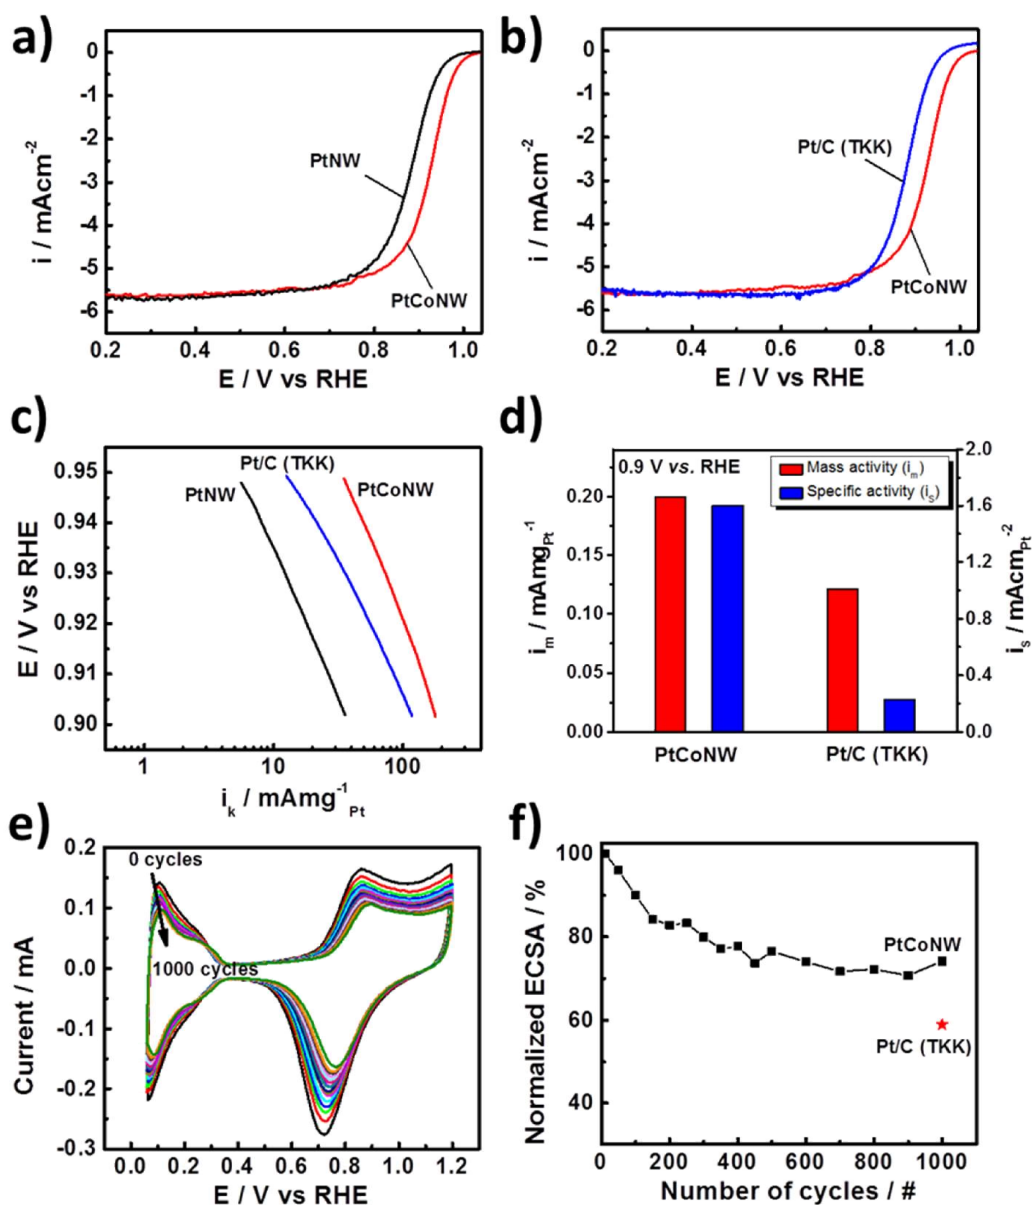 a)
0
-1
-2
-3
-4
-5
-6
i / mAcm-2
PtNW
PtCoNW
0.2 0.4 0.6 0.8 1.0
E / V vs RHE
b)
0
-1
-2
-3
-4
-5
-6
i / mAcm-2
Pt/C (TKK)
PtCoNW
0.2 0.4 0.6 0.8 1.0
E / V vs RHE
c)
0.95
0.94
0.93
0.92
0.91
0.90
E / V vs RHE
Pt/C (TKK)
PtNW
PtCoNW
1 10 100
ik / mAmg-1Pt
d)
0.9 V vs. RHE
Mass activity (im)
Specific activity (iS)
0.20
0.15
0.10
0.05
0.00
im / mAmgPt-1
2.0
1.6
1.2
0.8
0.4
0.0
is / mAcmPt-2
PtCoNW Pt/C (TKK)
e)
0.2
0.1
0.0
-0.1
-0.2
-0.3
Current / mA
0 cycles
1000 cycles
0.0 0.2 0.4 0.6 0.8 1.0 1.2
E / V vs RHE
f)
100
80
60
40
Normalized ECSA / %
PtCoNW
Pt/C (TKK)
0 200 400 600 800 1000
Number of cycles / #